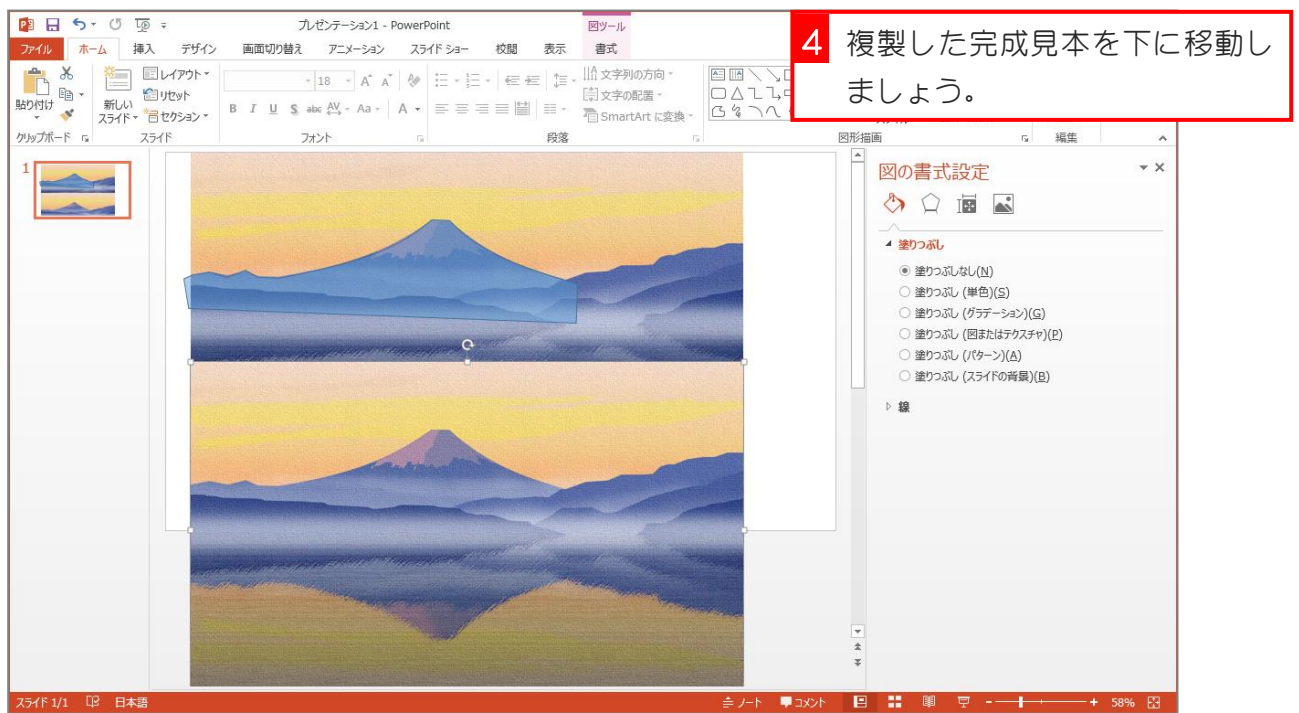 プレゼンテーション1 - PowerPoint
図ツール
ファイル ホーム 挿入 デザイン 画面切り替え アニメーション スライド ショー 校閲 表示 書式
4 複製した完成見本を下に移動し
ましょう。
貼り付け
新しい
スライド
レイアウト
リセット
セクション
18
B I U S abc AV Aa A
文字列の方向
文字の配置
SmartArt に変換
クリップボード スライド フォント 段落 図形描画 編集
1
図の書式設定
塗りつぶし
塗りつぶしなし(N)
塗りつぶし (単色)(S)
塗りつぶし (グラデーション)(G)
塗りつぶし (図またはテクスチャ)(P)
塗りつぶし (パターン)(A)
塗りつぶし (スライドの背景)(B)
線
スライド 1/1 日本語 ノート コメント 58%